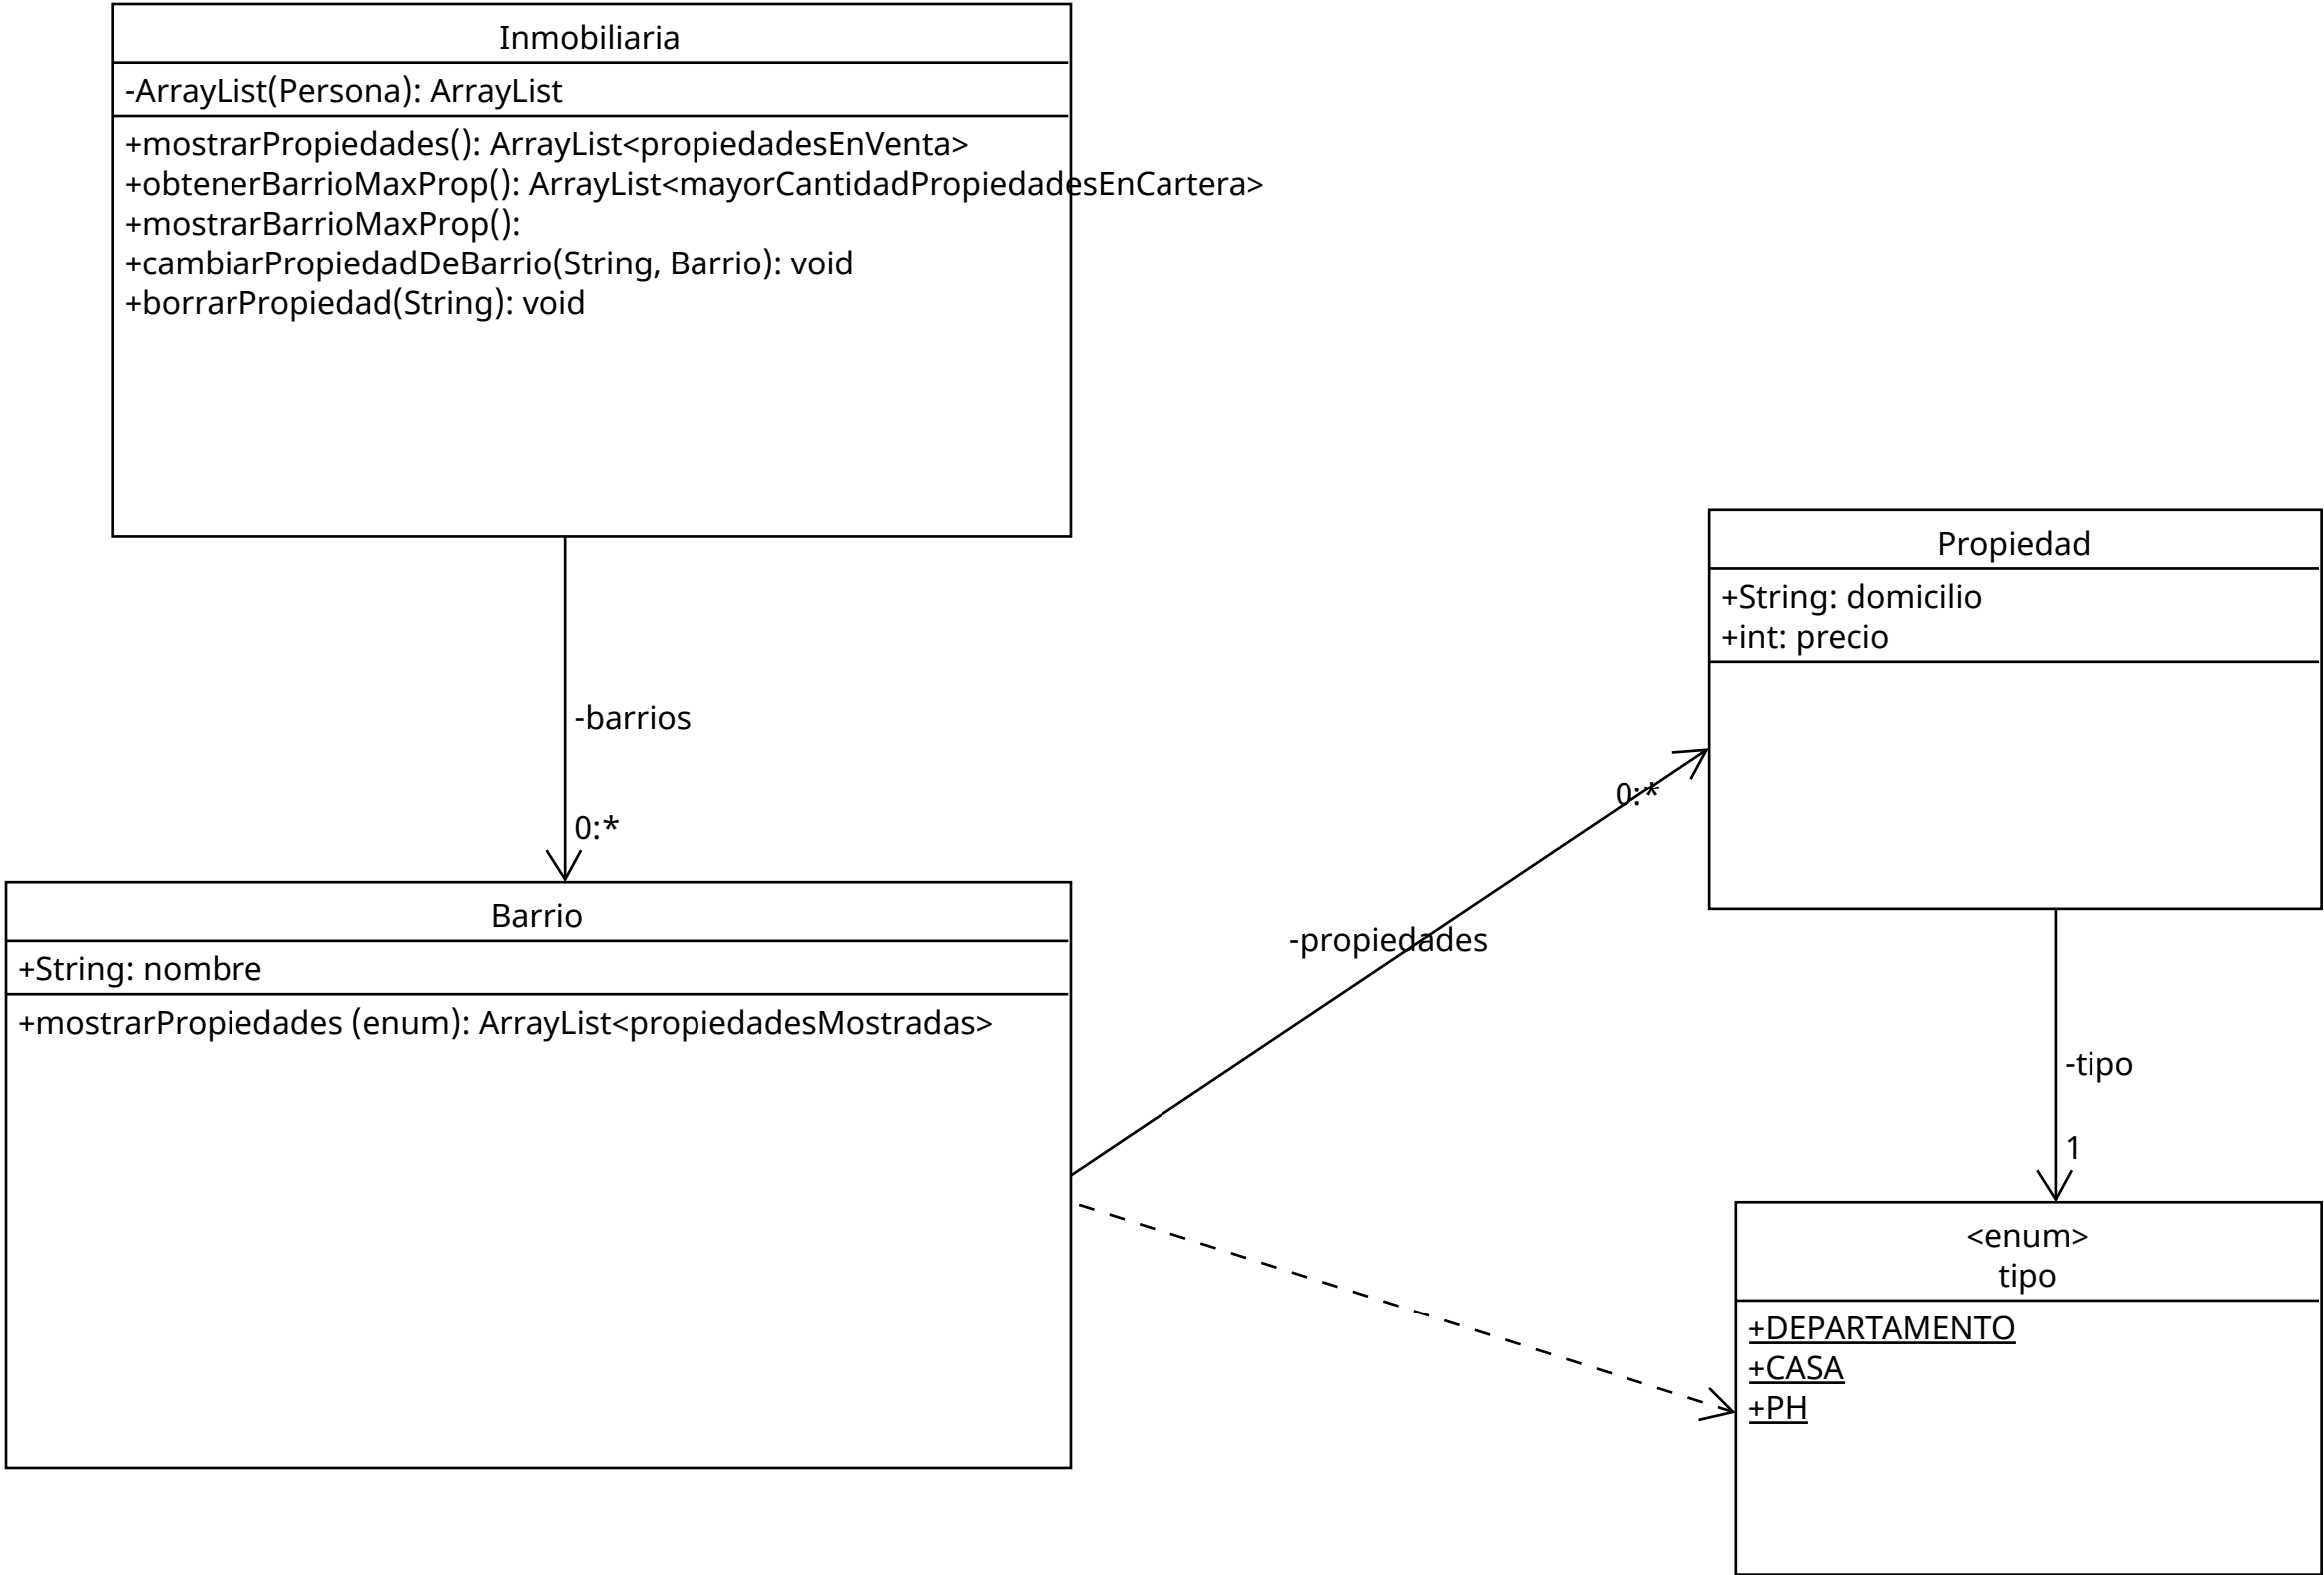 Inmobiliaria
-ArrayList(Persona): ArrayList
+mostrarPropiedades(): ArrayList<propiedadesEnVenta>
+obtenerBarrioMaxProp(): ArrayList<mayorCantidadPropiedadesEnCartera>
+mostrarBarrioMaxProp():
+cambiarPropiedadDeBarrio(String, Barrio): void
+borrarPropiedad(String): void
-barrios
0:*
Barrio
+String: nombre
+mostrarPropiedades (enum): ArrayList<propiedadesMostradas>
-propiedades
0:*
Propiedad
+String: domicilio
+int: precio
-tipo
1
<enum>
tipo
+DEPARTAMENTO
+CASA
+PH